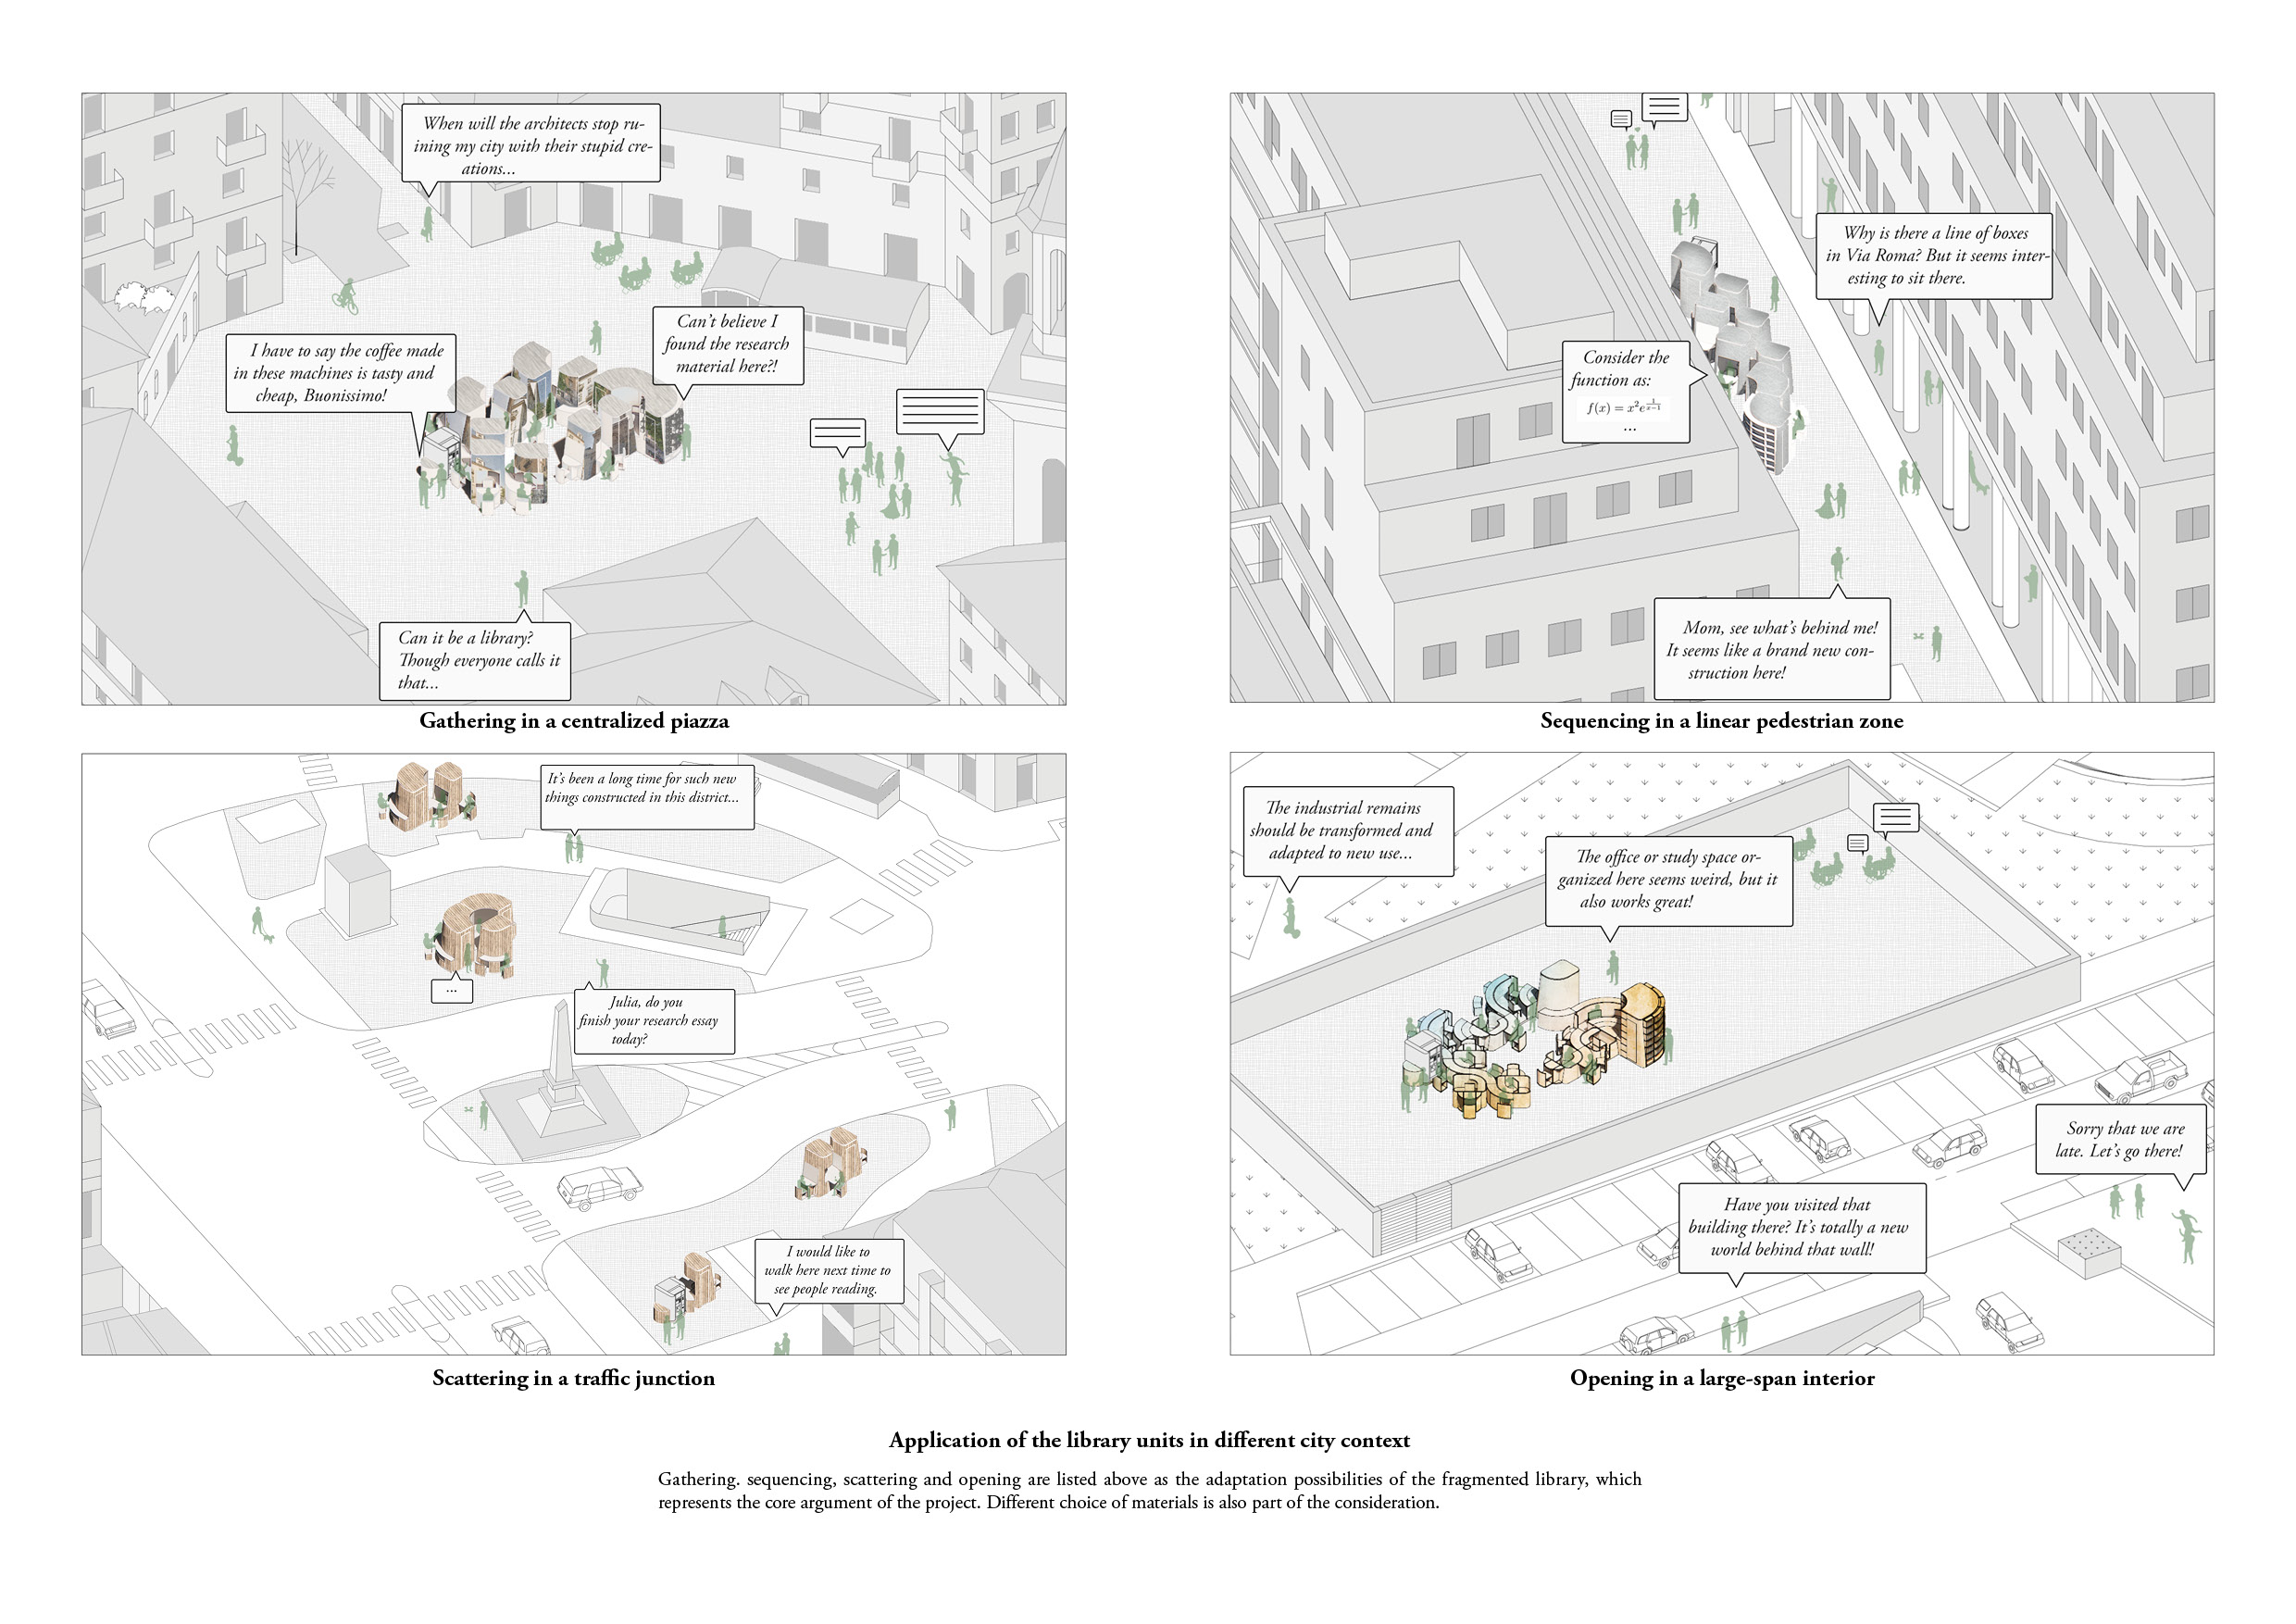 When will the architects stop ru-
ining my city with their stupid cre-
ations...
Can't believe I
found the research
material here?!
I have to say the coffee made
in these machines is tasty and
cheap, Buonissimo!
Can it be a library?
Though everyone calls it
that...
Gathering in a centralized piazza
Why is there a line of boxes
in Via Roma? But it seems inter-
esting to sit there.
Consider the
function as:
f(x) = x²e^{\frac{1}{x-1}}
...
Mom, see what's behind me!
It seems like a brand new con-
struction here!
Sequencing in a linear pedestrian zone
It's been a long time for such new
things constructed in this district...
...
Julia, do you
finish your research essay
today?
I would like to
walk here next time to
see people reading.
Scattering in a traffic junction
The industrial remains
should be transformed and
adapted to new use...
The office or study space or-
ganized here seems weird, but it
also works great!
Sorry that we are
late. Let's go there!
Have you visited that
building there? It's totally a new
world behind that wall!
Opening in a large-span interior
Application of the library units in different city context
Gathering. sequencing, scattering and opening are listed above as the adaptation possibilities of the fragmented library, which
represents the core argument of the project. Different choice of materials is also part of the consideration.